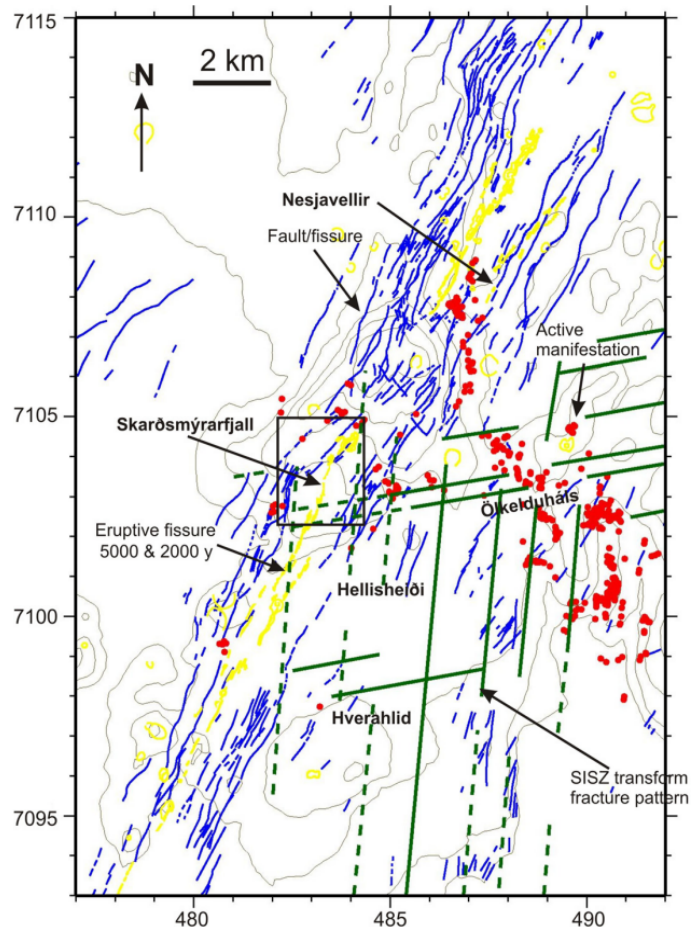 7115
2 km
N
7110
Nesjavellir
Fault/fissure
Active
manifestation
7105
Skarðsmýrarfjall
Ölkelduháls
Eruptive fissure
5000 & 2000 y
Hellisheiði
7100
Hverahlid
SISZ transform
fracture pattern
7095
480
485
490